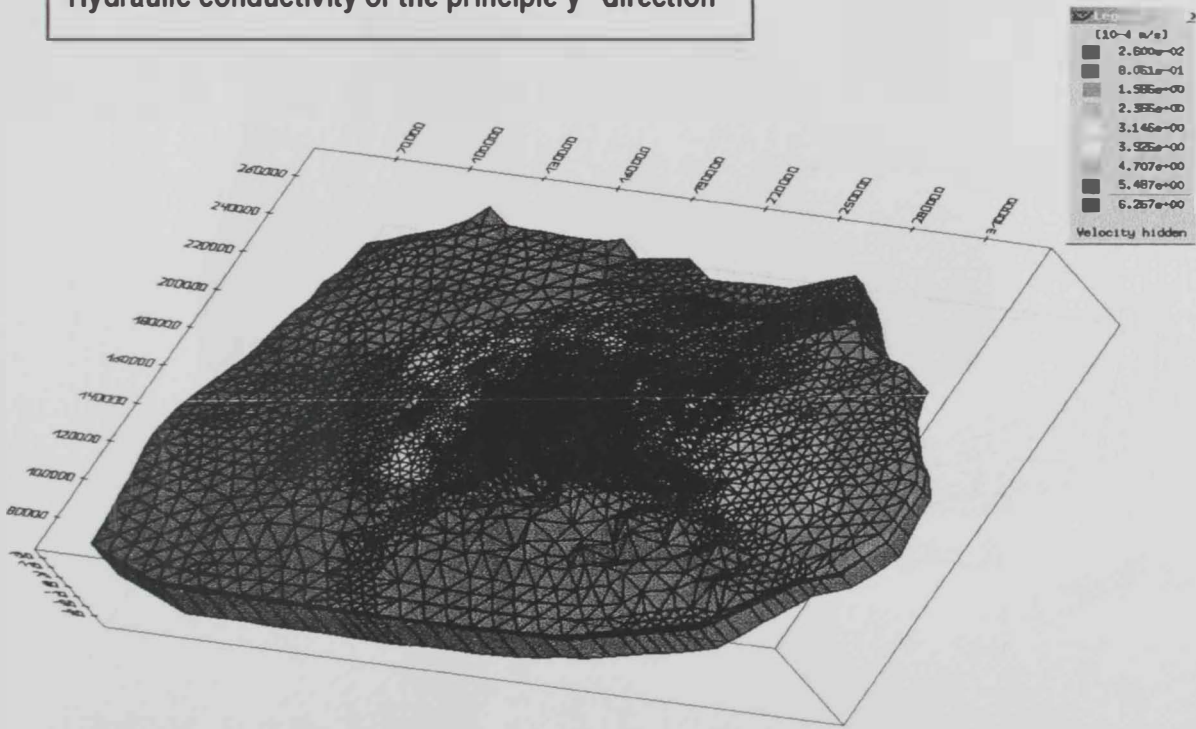 Hydraulic conductivity of the principle y- direction
Leg
[10-4 m/s]
2.600e-02
8.061e-01
1.586e+00
2.366e+00
3.146e+00
3.926e+00
4.707e+00
5.487e+00
6.267e+00
Velocity hidden
260000
240000
220000
200000
180000
160000
140000
120000
100000
80000
70000
100000
130000
160000
190000
220000
250000
280000
310000